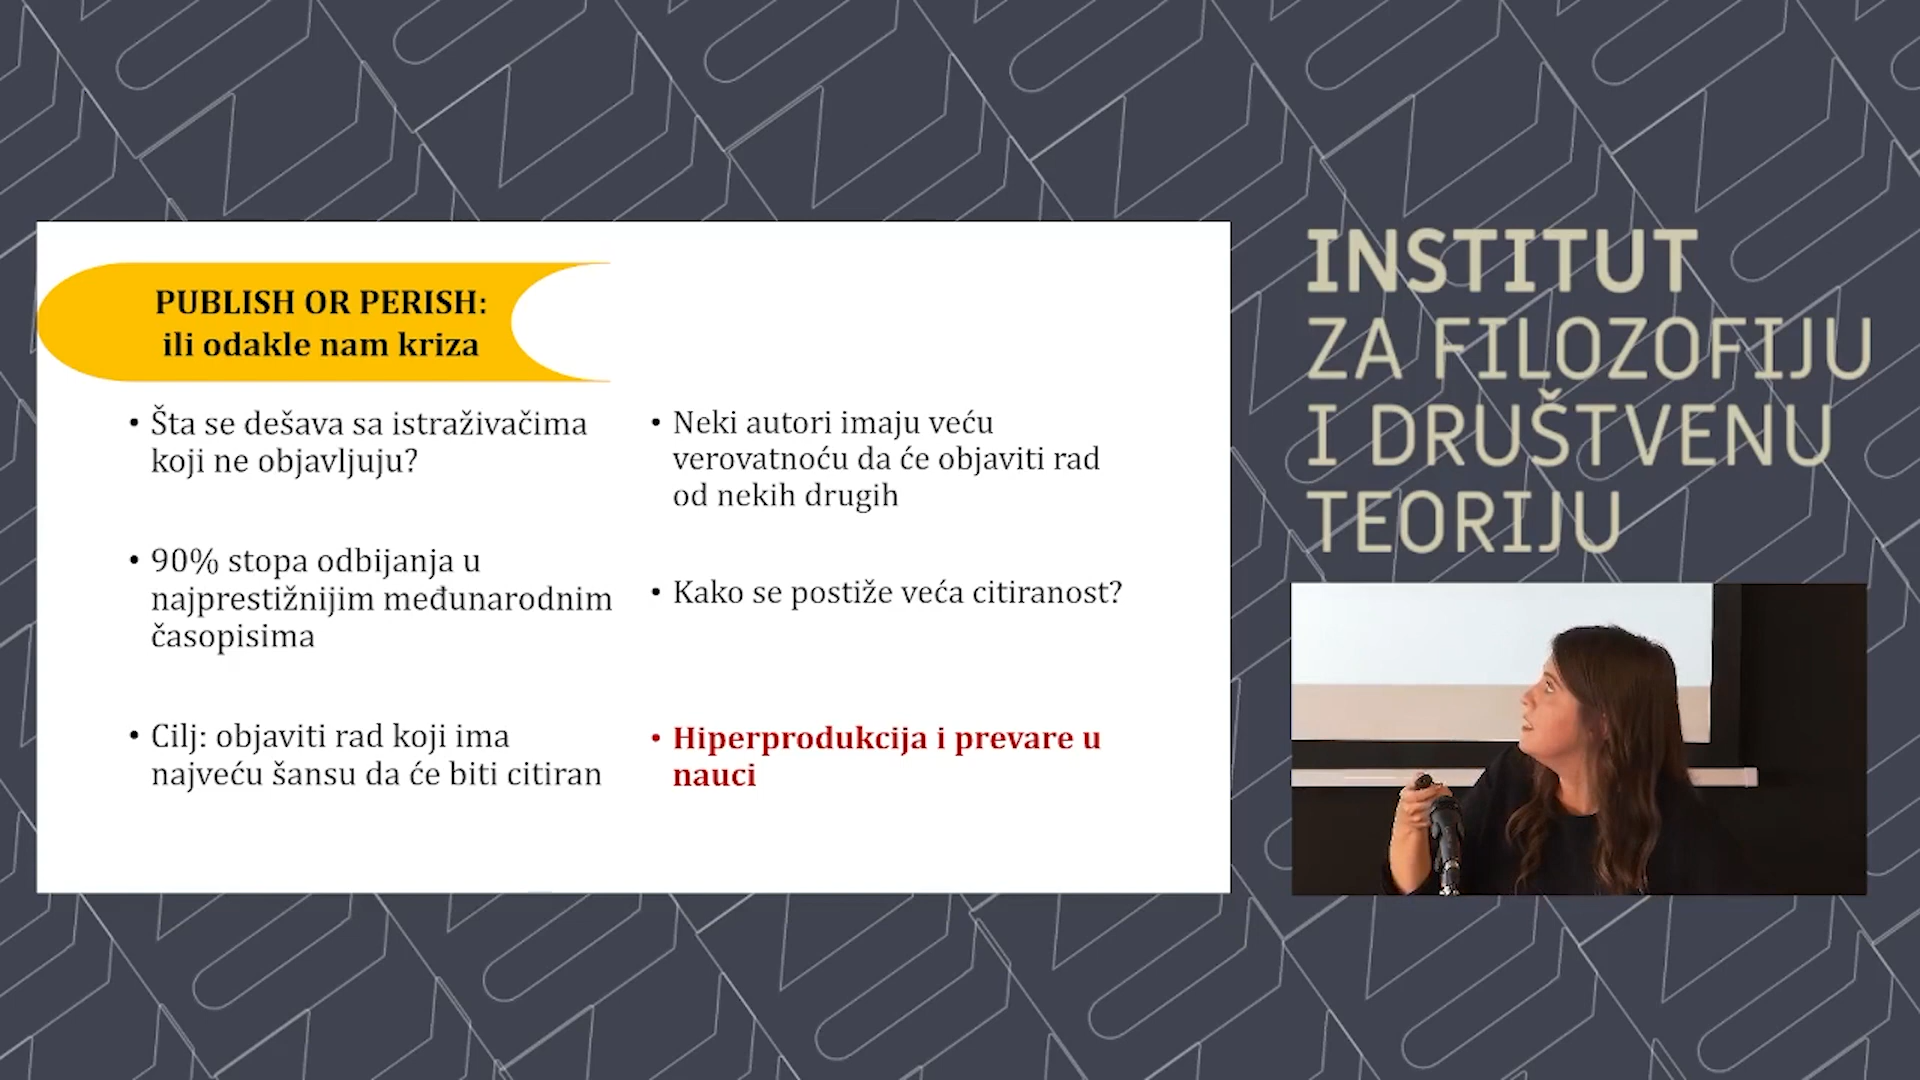 PUBLISH OR PERISH:
ili odakle nam kriza
• Šta se dešava sa istraživačima
koji ne objavljuju?
• 90% stopa odbijanja u
najprestižnijim međunarodnim
časopisima
• Cilj: objaviti rad koji ima
najveću šansu da će biti citiran
• Neki autori imaju veću
verovatnoću da će objaviti rad
od nekih drugih
• Kako se postiže veća citiranost?
• Hiperprodukcija i prevare u
nauci
INSTITUT
ZA FILOZOFIJU
I DRUŠTVENU
TEORIJU